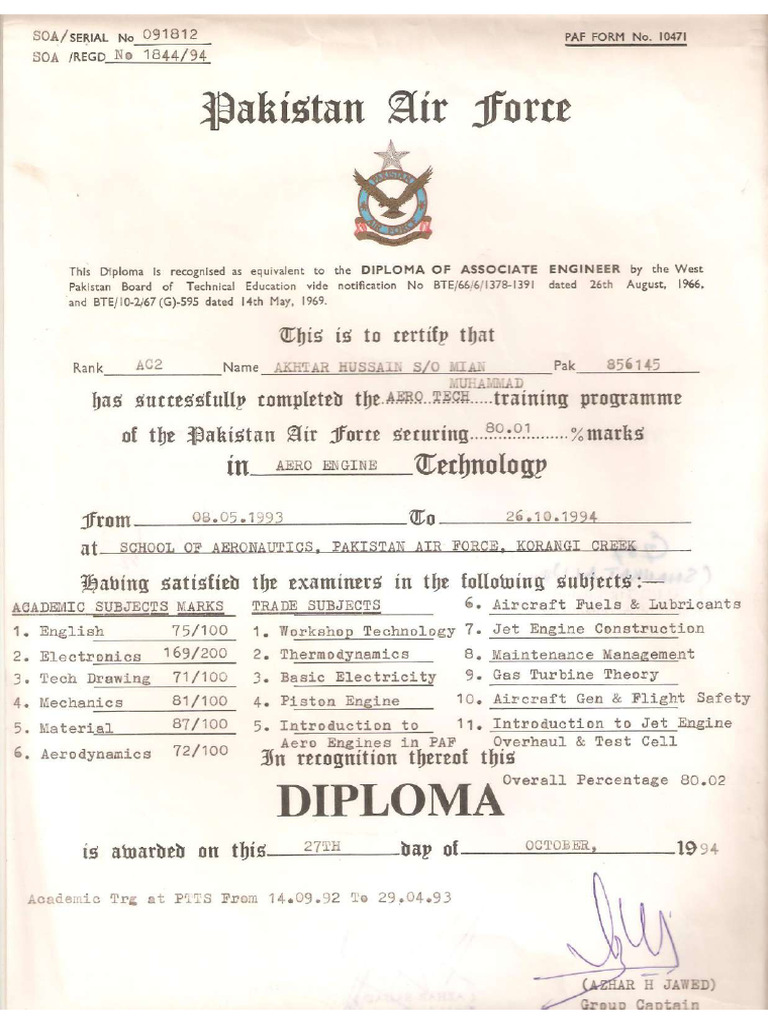 SOA/SERIAL No 091812
PAF FORM No. 10471
SOA /REGD No 1844/94
Pakistan Air Force
PAKISTAN
AIR FORCE
This Diploma is recognised as equivalent to the DIPLOMA OF ASSOCIATE ENGINEER by the West
Pakistan Board of Technical Education vide notification No BTE/66/6/1378-1391 dated 26th August, 1966,
and BTE/10-2/67 (G)-595 dated 14th May, 1969.
This is to certify that
Rank AC2 Name AKHTAR HUSSAIN S/O MIAN Pak 856145
MUHAMMAD
has successfully completed the AERO TECH training programme
of the Pakistan Air Force securing 80.01 % marks
in AERO ENGINE Technology
From 08.05.1993 To 26.10.1994
at SCHOOL OF AERONAUTICS, PAKISTAN AIR FORCE, KORANGI CREEK
Having satisfied the examiners in the following subjects:—
ACADEMIC SUBJECTS MARKS
1. English 75/100
2. Electronics 169/200
3. Tech Drawing 71/100
4. Mechanics 81/100
5. Material 87/100
6. Aerodynamics 72/100
TRADE SUBJECTS
1. Workshop Technology
2. Thermodynamics
3. Basic Electricity
4. Piston Engine
5. Introduction to
Aero Engines in PAF
6. Aircraft Fuels & Lubricants
7. Jet Engine Construction
8. Maintenance Management
9. Gas Turbine Theory
10. Aircraft Gen & Flight Safety
11. Introduction to Jet Engine
Overhaul & Test Cell
In recognition thereof this
Overall Percentage 80.02
DIPLOMA
is awarded on this 27TH day of OCTOBER, 1994
Academic Trg at PTTS From 14.09.92 To 29.04.93
(AZHAR H JAWED)
Group Captain